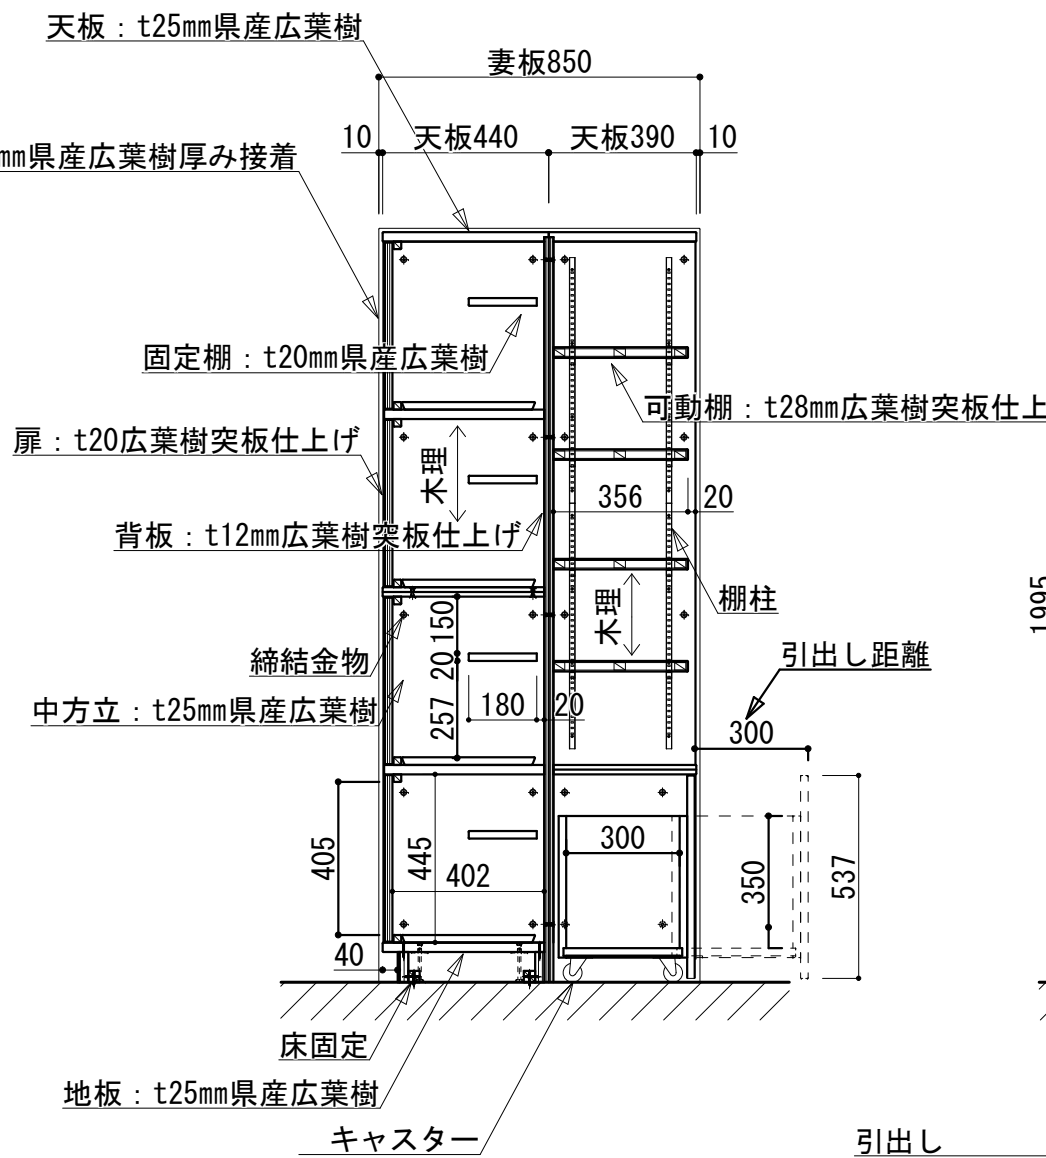 天板：t25mm県産広葉樹
妻板850
10
天板440
天板390
10
mm県産広葉樹厚み接着
固定棚：t20mm県産広葉樹
可動棚：t28mm広葉樹突板仕上
扉：t20広葉樹突板仕上げ
木理
356
20
背板：t12mm広葉樹突板仕上げ
棚柱
木理
1995
150
締結金物
20
引出し距離
中方立：t25mm県産広葉樹
180
20
257
300
405
445
402
300
350
537
40
床固定
地板：t25mm県産広葉樹
キャスター
引出し